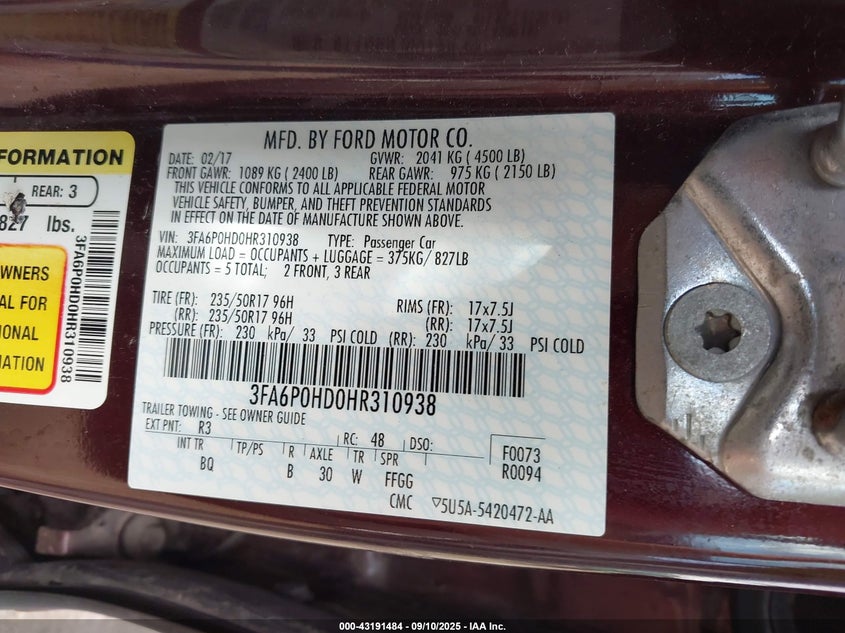 FORMATION
REAR: 3
827 lbs.
3FA6P0HD0HR310938
OWNERS
AL FOR
IONAL
MATION
MFD. BY FORD MOTOR CO.
DATE: 02/17 GVWR: 2041 KG ( 4500 LB)
FRONT GAWR: 1089 KG ( 2400 LB) REAR GAWR: 975 KG ( 2150 LB)
THIS VEHICLE CONFORMS TO ALL APPLICABLE FEDERAL MOTOR
VEHICLE SAFETY, BUMPER, AND THEFT PREVENTION STANDARDS
IN EFFECT ON THE DATE OF MANUFACTURE SHOWN ABOVE.
VIN: 3FA6P0HD0HR310938 TYPE: Passenger Car
MAXIMUM LOAD = OCCUPANTS + LUGGAGE = 375KG/ 827LB
OCCUPANTS = 5 TOTAL; 2 FRONT, 3 REAR
TIRE (FR): 235/50R17 96H RIMS (FR): 17x7.5J
(RR): 235/50R17 96H (RR): 17x7.5J
PRESSURE (FR): 230 kPa/ 33 PSI COLD (RR): 230 kPa/ 33 PSI COLD
3FA6P0HD0HR310938
TRAILER TOWING - SEE OWNER GUIDE
EXT PNT: R3 RC: 48 DSO: F0073
R0094
INT TR TP/PS R AXLE TR SPR
BQ B 30 W FFGG
CMC ▽5U5A-5420472-AA
000-43191484 - 09/10/2025 - IAA Inc.